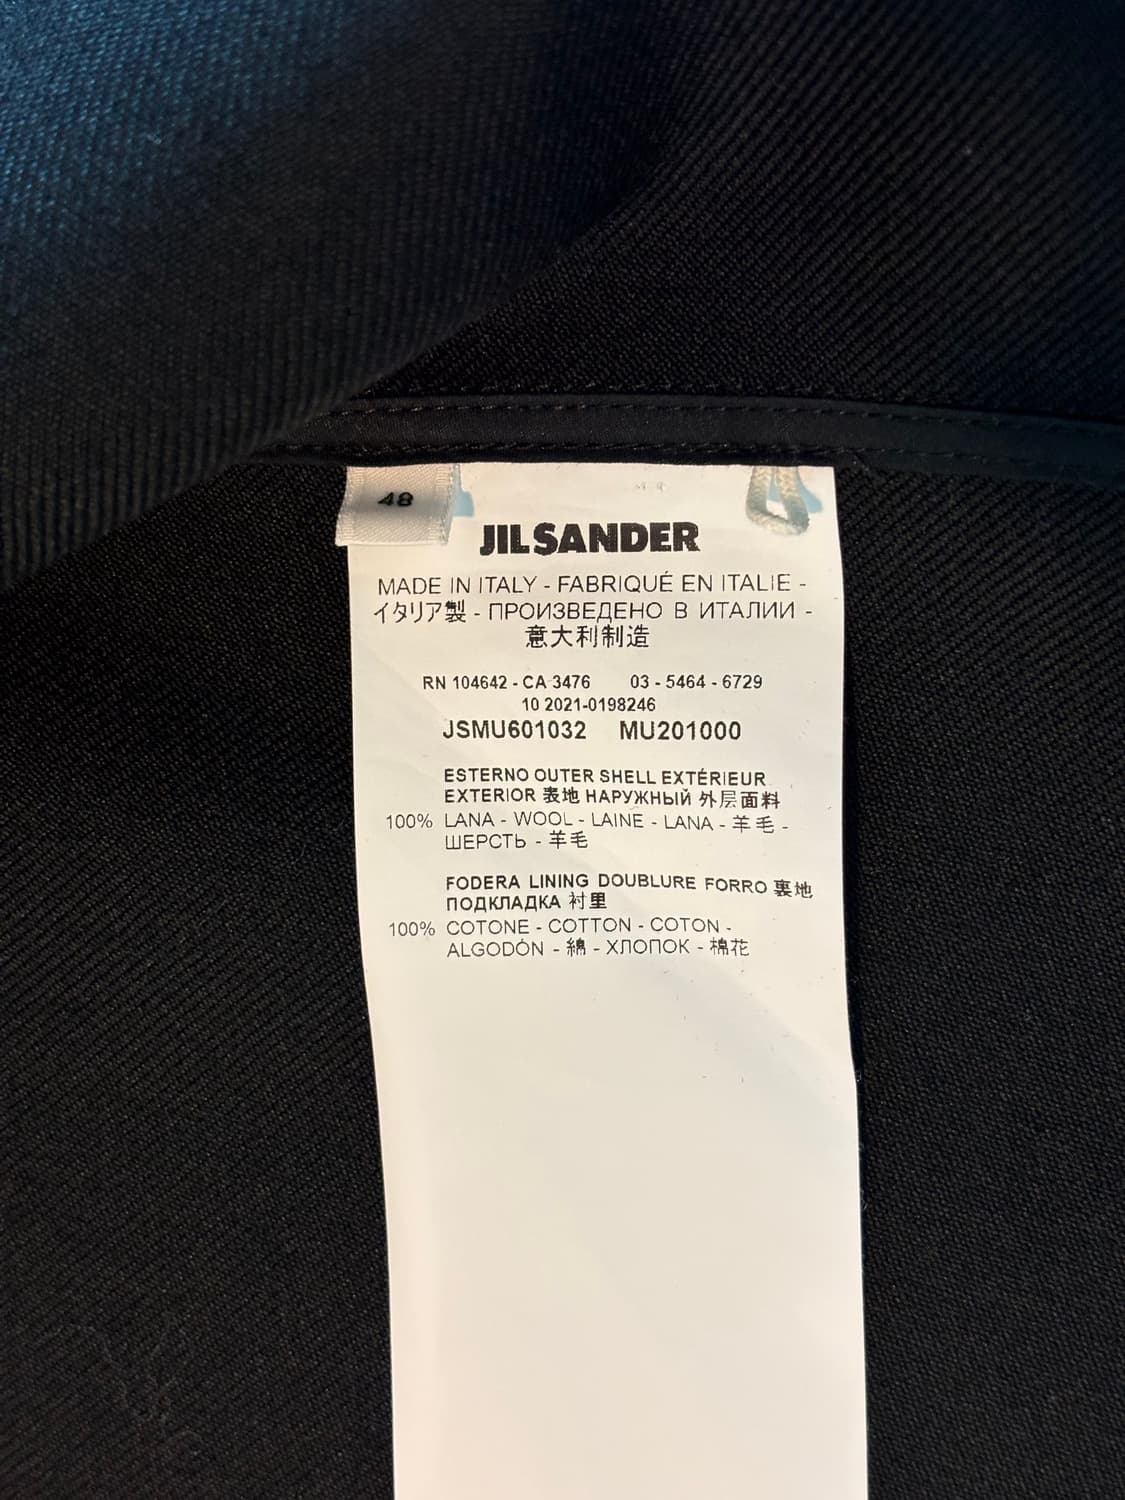 48
JIL SANDER
MADE IN ITALY - FABRIQUÉ EN ITALIE -
イタリア製 - ПРОИЗВЕДЕНО В ИТАЛИИ -
意大利制造
RN 104642 - CA 3476 03 - 5464 - 6729
10 2021-0198246
JSMU601032 MU201000
ESTERNO OUTER SHELL EXTÉRIEUR
EXTERIOR 表地 НАРУЖНЫЙ 外层面料
100% LANA - WOOL - LAINE - LANA - 羊毛 -
ШЕРСТЬ - 羊毛
FODERA LINING DOUBLURE FORRO 裏地
ПОДКЛАДКА 衬里
100% COTONE - COTTON - COTON -
ALGODÓN - 綿 - ХЛОПОК - 棉花